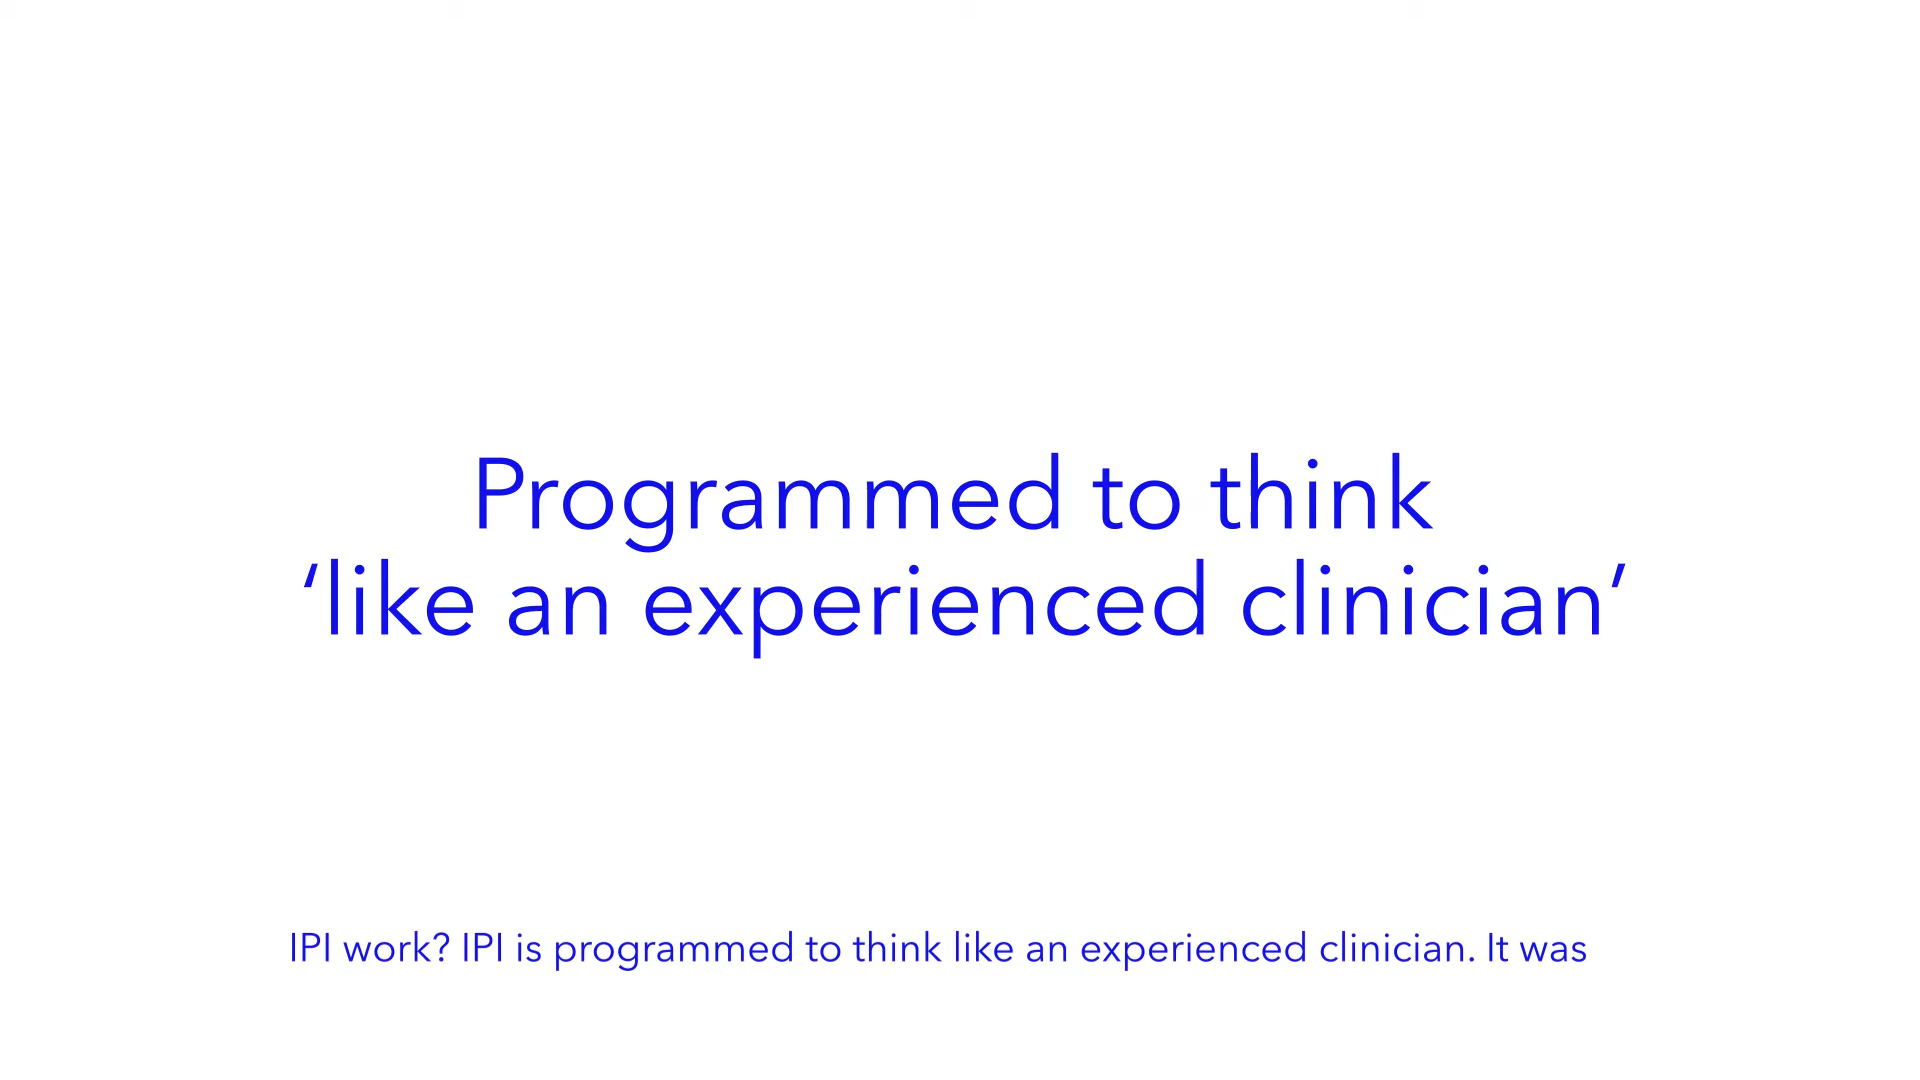 Programmed to think
‘like an experienced clinician’
IPI work? IPI is programmed to think like an experienced clinician. It was